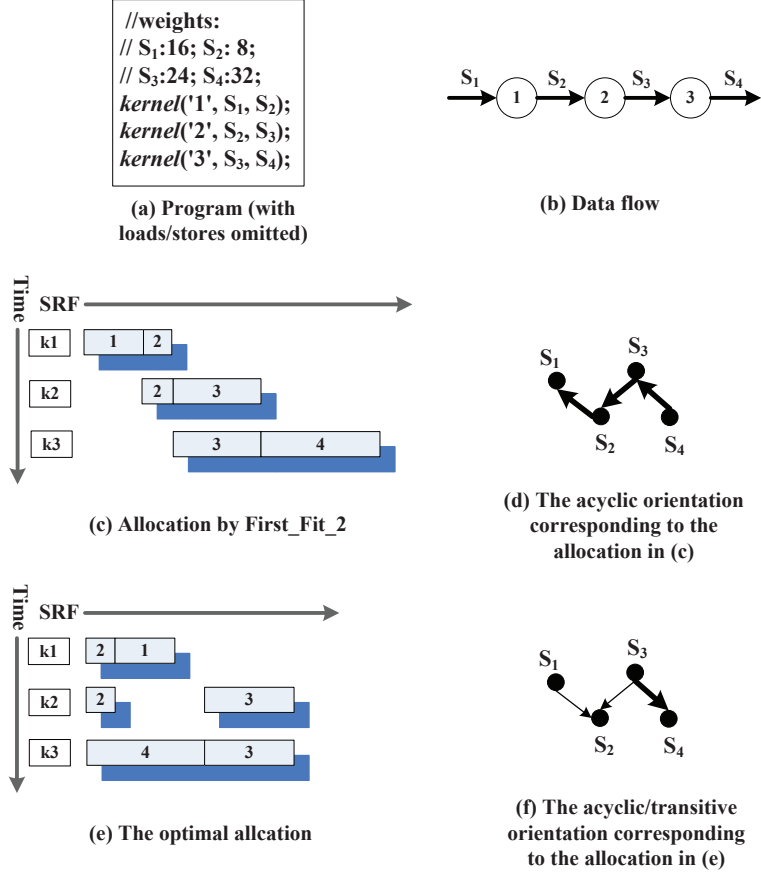 //weights:
// S₁:16; S₂: 8;
// S₃:24; S₄:32;
kernel('1', S₁, S₂);
kernel('2', S₂, S₃);
kernel('3', S₃, S₄);
(a) Program (with
loads/stores omitted)
S₁ S₂ S₃ S₄
1 2 3
(b) Data flow
Time
SRF
k1 1 2
k2 2 3
k3 3 4
(c) Allocation by First_Fit_2
S₁ S₃
S₂ S₄
(d) The acyclic orientation
corresponding to the
allocation in (c)
Time
SRF
k1 2 1
k2 2 3
k3 4 3
(e) The optimal allcation
S₁ S₃
S₂ S₄
(f) The acyclic/transitive
orientation corresponding
to the allocation in (e)